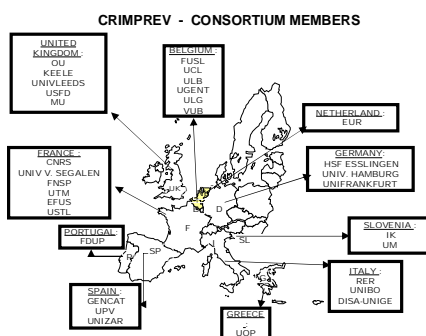 CRIMPREV - CONSORTIUM MEMBERS
UNITED
KINGDOM :
OU
KEELE
UNIVLEEDS
USFD
MU
BELGIUM :
FUSL
UCL
ULB
UGENT
ULG
VUB
NETHERLAND :
EUR
FRANCE :
CNRS
UNIV V. SEGALEN
FNSP
UTM
EFUS
USTL
GERMANY:
HSF ESSLINGEN
UNIV. HAMBURG
UNIFRANKFURT
PORTUGAL :
FDUP
SLOVENIA :
IK
UM
SPAIN :
GENCAT
UPV
UNIZAR
ITALY :
RER
UNIBO
DISA-UNIGE
GREECE
:
UOP
UK
D
F
SL
SP